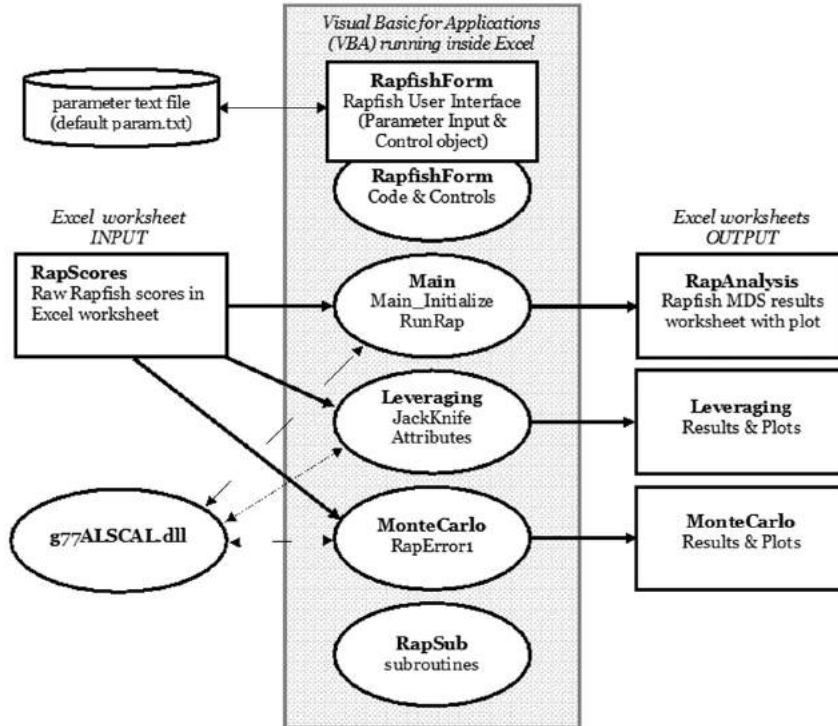 Visual Basic for Applications
(VBA) running inside Excel
parameter text file
(default param.txt)
RapfishForm
Rapfish User Interface
(Parameter Input &
Control object)
RapfishForm
Code & Controls
Excel worksheet
INPUT
Excel worksheets
OUTPUT
RapScores
Raw Rapfish scores in
Excel worksheet
Main
Main_Initialize
RunRap
RapAnalysis
Rapfish MDS results
worksheet with plot
Leveraging
JackKnife
Attributes
Leveraging
Results & Plots
g77ALSCAL.dll
MonteCarlo
RapError1
MonteCarlo
Results & Plots
RapSub
subroutines